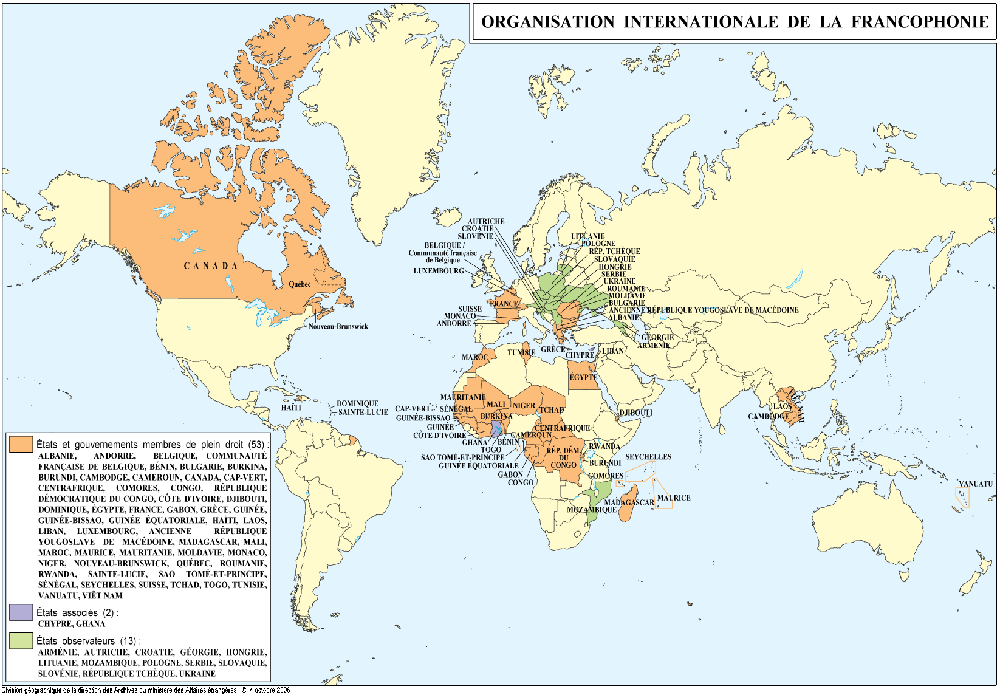 ORGANISATION INTERNATIONALE DE LA FRANCOPHONIE
CANADA
Québec
Nouveau-Brunswick
HAÏTI
DOMINIQUE
SAINTE-LUCIE
AUTRICHE
CROATIE
SLOVÉNIE
BELGIQUE /
Communauté française
de Belgique
LUXEMBOURG
FRANCE
SUISSE
MONACO
ANDORRE
LITUANIE
POLOGNE
RÉP. TCHÈQUE
SLOVAQUIE
HONGRIE
SERBIE
UKRAINE
ROUMANIE
MOLDAVIE
BULGARIE
ANCIENNE RÉPUBLIQUE YOUGOSLAVE DE MACÉDOINE
ALBANIE
GÉORGIE
ARMÉNIE
GRÈCE
CHYPRE
LIBAN
MAROC
TUNISIE
ÉGYPTE
MAURITANIE
MALI
NIGER
TCHAD
CAP-VERT
SÉNÉGAL
GUINÉE-BISSAO
BURKINA
GUINÉE
CÔTE D'IVOIRE
GHANA
TOGO
BÉNIN
CAMEROUN
CENTRAFRIQUE
DJIBOUTI
SAO TOMÉ-ET-PRINCIPE
GUINÉE ÉQUATORIALE
GABON
CONGO
RÉP. DÉM.
DU
CONGO
RWANDA
BURUNDI
SEYCHELLES
COMORES
MADAGASCAR
MAURICE
MOZAMBIQUE
LAOS
VIÊT NAM
CAMBODGE
VANUATU
États et gouvernements membres de plein droit (53) :
ALBANIE, ANDORRE, BELGIQUE, COMMUNAUTÉ
FRANÇAISE DE BELGIQUE, BÉNIN, BULGARIE, BURKINA,
BURUNDI, CAMBODGE, CAMEROUN, CANADA, CAP-VERT,
CENTRAFRIQUE, COMORES, CONGO, RÉPUBLIQUE
DÉMOCRATIQUE DU CONGO, CÔTE D'IVOIRE, DJIBOUTI,
DOMINIQUE, ÉGYPTE, FRANCE, GABON, GRÈCE, GUINÉE,
GUINÉE-BISSAO, GUINÉE ÉQUATORIALE, HAÏTI, LAOS,
LIBAN, LUXEMBOURG, ANCIENNE RÉPUBLIQUE
YOUGOSLAVE DE MACÉDOINE, MADAGASCAR, MALI,
MAROC, MAURICE, MAURITANIE, MOLDAVIE, MONACO,
NIGER, NOUVEAU-BRUNSWICK, QUÉBEC, ROUMANIE,
RWANDA, SAINTE-LUCIE, SAO TOMÉ-ET-PRINCIPE,
SÉNÉGAL, SEYCHELLES, SUISSE, TCHAD, TOGO, TUNISIE,
VANUATU, VIÊT NAM
États associés (2) :
CHYPRE, GHANA
États observateurs (13) :
ARMÉNIE, AUTRICHE, CROATIE, GÉORGIE, HONGRIE,
LITUANIE, MOZAMBIQUE, POLOGNE, SERBIE, SLOVAQUIE,
SLOVÉNIE, RÉPUBLIQUE TCHÈQUE, UKRAINE
Division géographique de la direction des Archives du ministère des Affaires étrangères © 4 octobre 2006